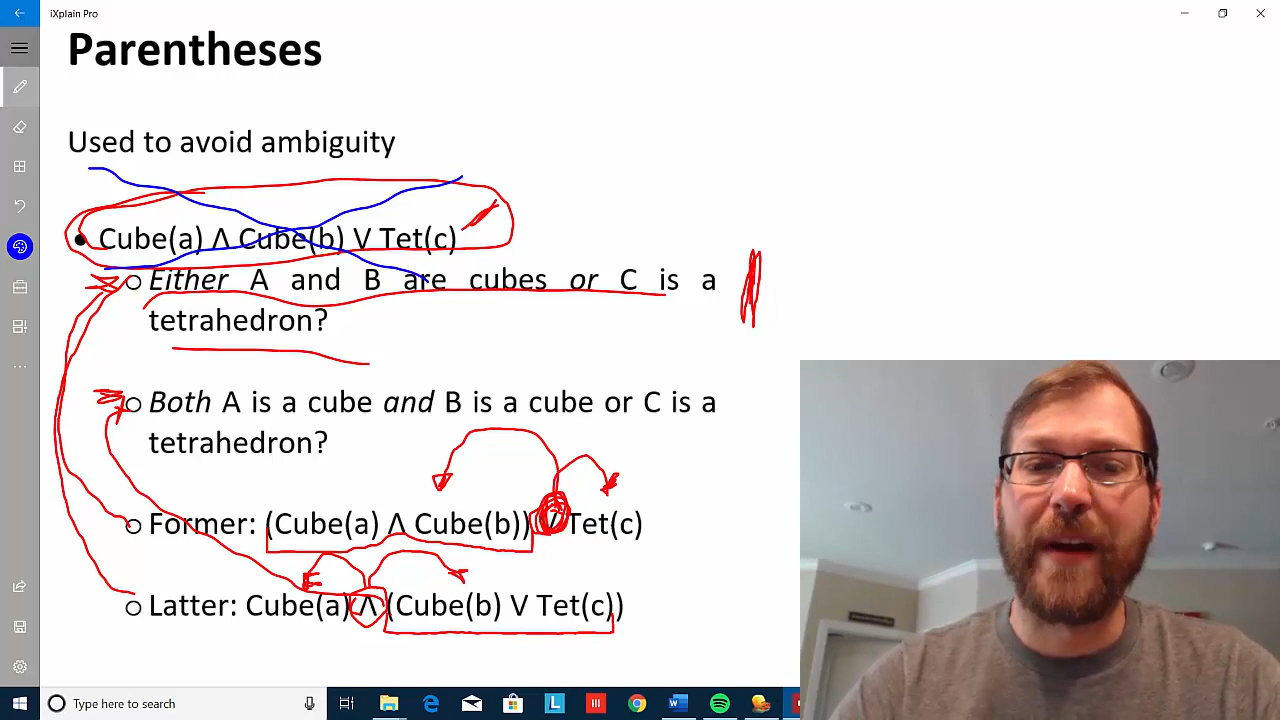 iXplain Pro
Parentheses
Used to avoid ambiguity
• Cube(a) Λ Cube(b) V Tet(c)
○ Either A and B are cubes or C is a
tetrahedron?
○ Both A is a cube and B is a cube or C is a
tetrahedron?
○ Former: (Cube(a) Λ Cube(b)) V Tet(c)
○ Latter: Cube(a) Λ (Cube(b) V Tet(c))
Type here to search